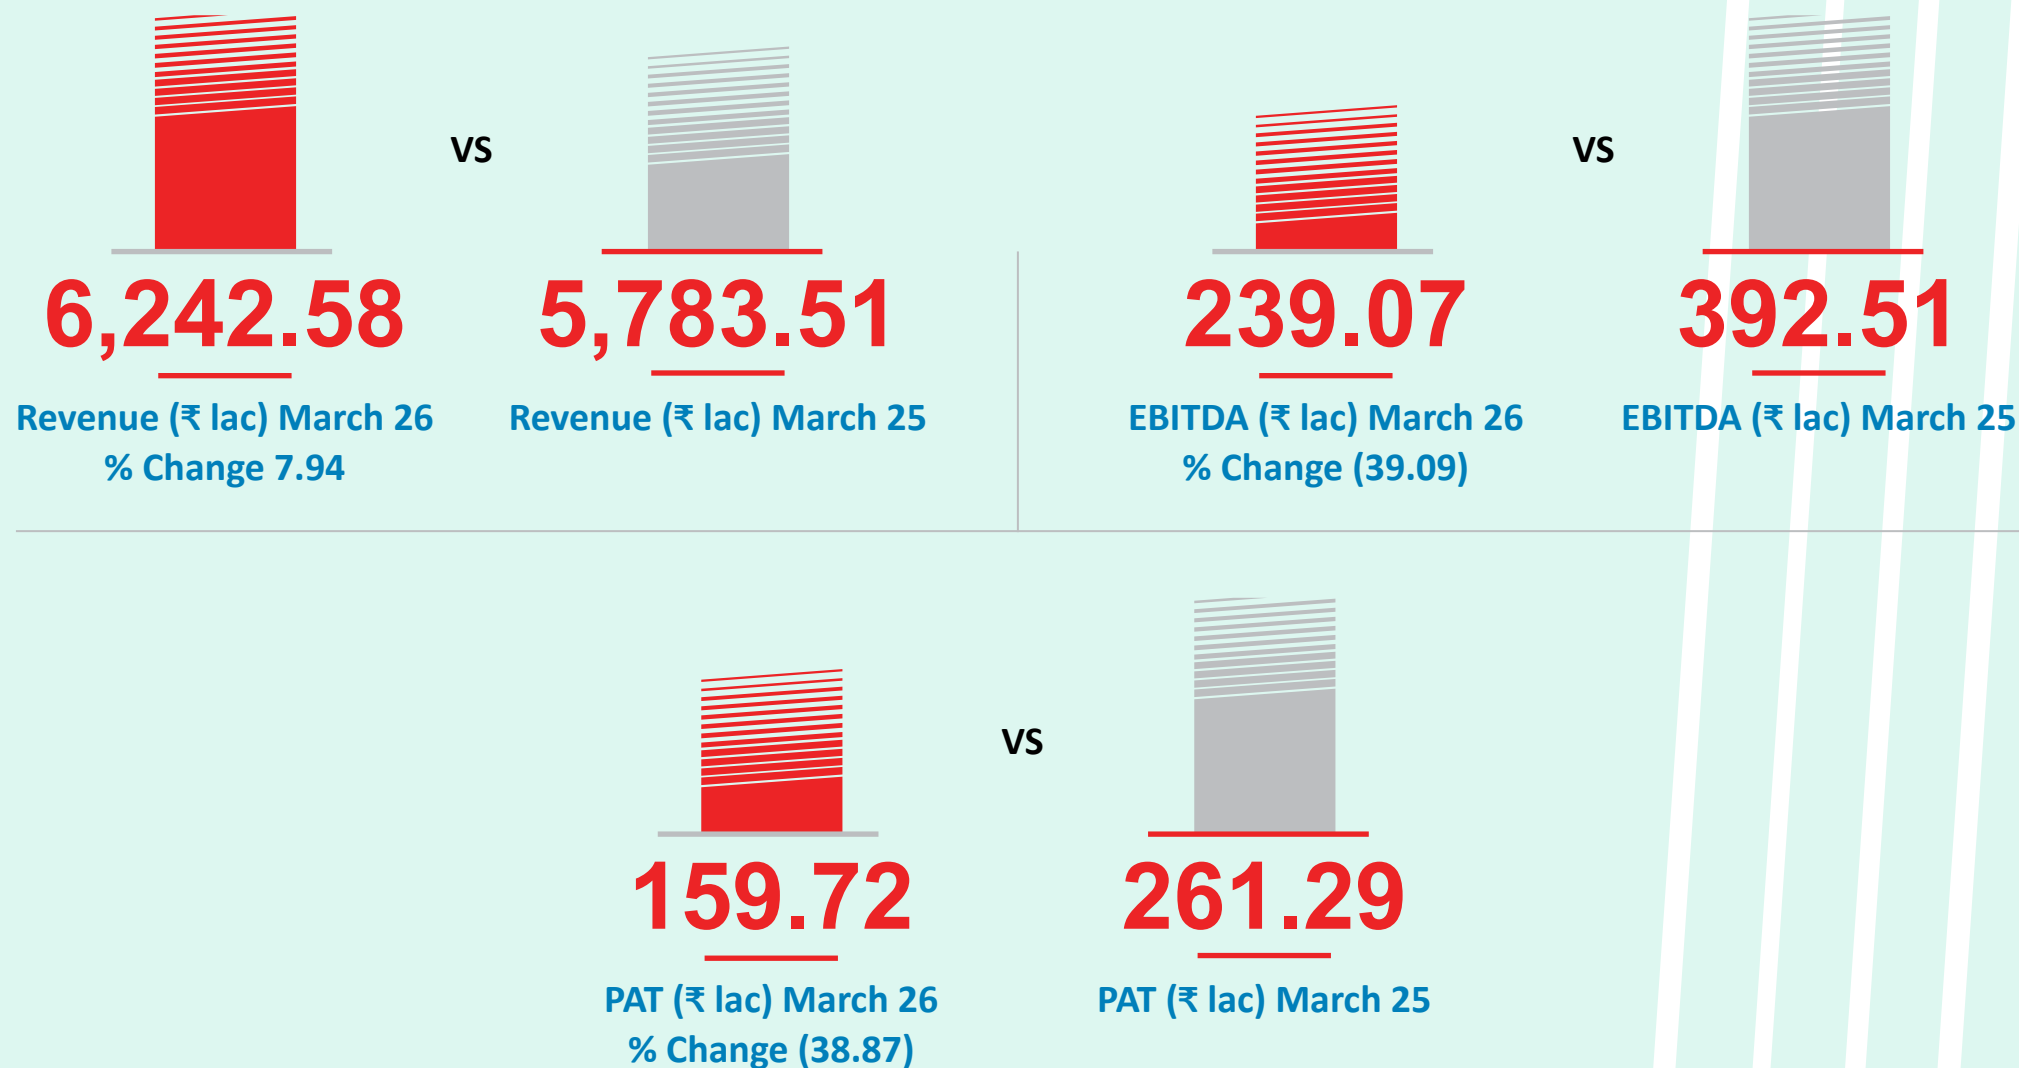 VS
VS
6,242.58
5,783.51
239.07
392.51
Revenue (₹ lac) March 26
% Change 7.94
Revenue (₹ lac) March 25
EBITDA (₹ lac) March 26
% Change (39.09)
EBITDA (₹ lac) March 25
VS
159.72
261.29
PAT (₹ lac) March 26
% Change (38.87)
PAT (₹ lac) March 25